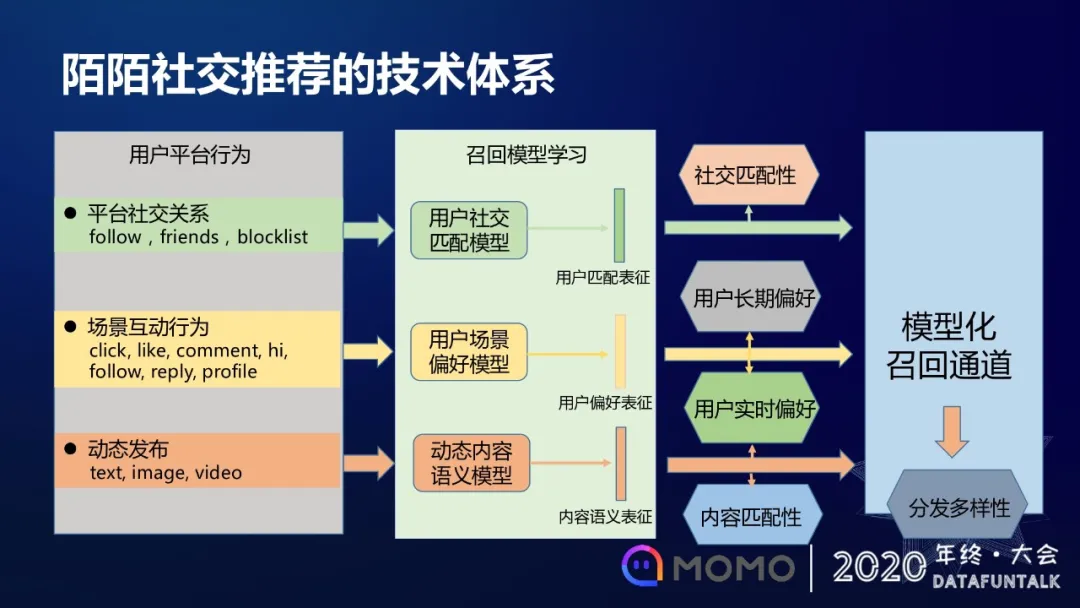 陌陌社交推荐的技术体系
用户平台行为
● 平台社交关系
follow , friends , blocklist
● 场景互动行为
click, like, comment, hi,
follow, reply, profile
● 动态发布
text, image, video
召回模型学习
用户社交
匹配模型
用户匹配表征
用户场景
偏好模型
用户偏好表征
动态内容
语义模型
内容语义表征
社交匹配性
用户长期偏好
用户实时偏好
内容匹配性
模型化
召回通道
分发多样性
MOMO
2020 年终·大会
DATAFUNTALK